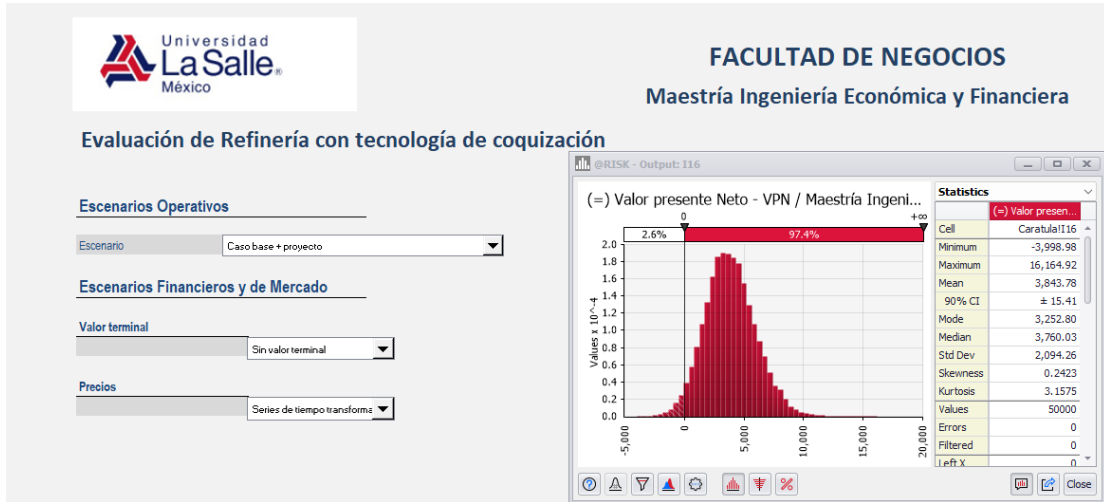 Universidad
La Salle®
México
FACULTAD DE NEGOCIOS
Maestría Ingeniería Económica y Financiera
Evaluación de Refinería con tecnología de coquización
Escenarios Operativos
Escenario
Caso base + proyecto
Escenarios Financieros y de Mercado
Valor terminal
Sin valor terminal
Precios
Series de tiempo transforma
@RISK - Output: I16
(=) Valor presente Neto - VPN / Maestría Ingeni...
0 +∞
2.6% 97.4%
Values x 10^-4
2.0
1.8
1.6
1.4
1.2
1.0
0.8
0.6
0.4
0.2
0.0
-5,000 0 5,000 10,000 15,000 20,000
Statistics
(=) Valor presen...
Cell Caratula!I16
Minimum -3,998.98
Maximum 16,164.92
Mean 3,843.78
90% CI ± 15.41
Mode 3,252.80
Median 3,760.03
Std Dev 2,094.26
Skewness 0.2423
Kurtosis 3.1575
Values 50000
Errors 0
Filtered 0
Left X 0
Close